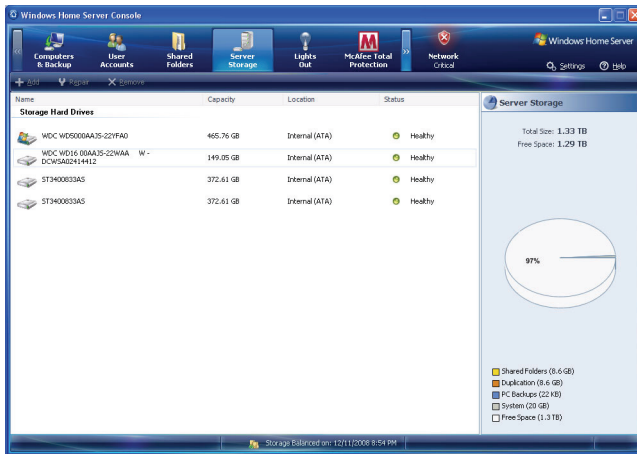 Windows Home Server Console
Computers & Backup
User Accounts
Shared Folders
Server Storage
Lights Out
McAfee Total Protection
Network Critical
Windows Home Server
Settings
Help
Add
Repair
Remove
Name Capacity Location Status
Storage Hard Drives
WDC WD5000AAJS-22YFA0 465.76 GB Internal (ATA) Healthy
WDC WD16 00AAJS-22WAA W - DCWSA02414412 149.05 GB Internal (ATA) Healthy
ST3400833AS 372.61 GB Internal (ATA) Healthy
ST3400833AS 372.61 GB Internal (ATA) Healthy
Server Storage
Total Size: 1.33 TB
Free Space: 1.29 TB
97%
Shared Folders (8.6 GB)
Duplication (8.6 GB)
PC Backups (22 KB)
System (20 GB)
Free Space (1.3 TB)
Storage Balanced on: 12/11/2008 8:54 PM